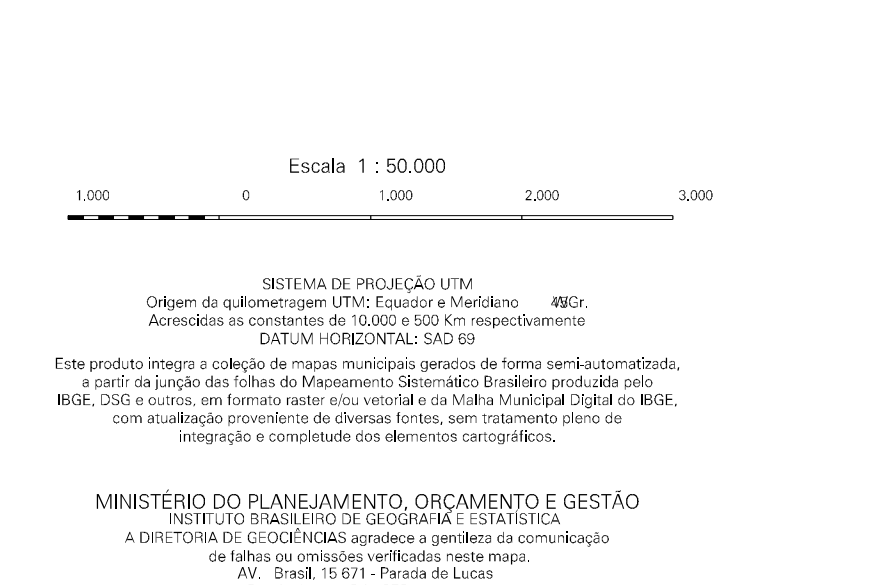 Escala 1 : 50.000
1.000 0 1.000 2.000 3.000
SISTEMA DE PROJEÇÃO UTM
Origem da quilometragem UTM: Equador e Meridiano Gr.
Acrescidas as constantes de 10.000 e 500 Km respectivamente
DATUM HORIZONTAL: SAD 69
Este produto integra a coleção de mapas municipais gerados de forma semi-automatizada,
a partir da junção das folhas do Mapeamento Sistemático Brasileiro produzida pelo
IBGE, DSG e outros, em formato raster e/ou vetorial e da Malha Municipal Digital do IBGE,
com atualização proveniente de diversas fontes, sem tratamento pleno de
integração e completude dos elementos cartográficos.
MINISTÉRIO DO PLANEJAMENTO, ORÇAMENTO E GESTÃO
INSTITUTO BRASILEIRO DE GEOGRAFIA E ESTATÍSTICA
A DIRETORIA DE GEOCIÊNCIAS agradece a gentileza da comunicação
de falhas ou omissões verificadas neste mapa.
AV. Brasil, 15 671 - Parada de Lucas